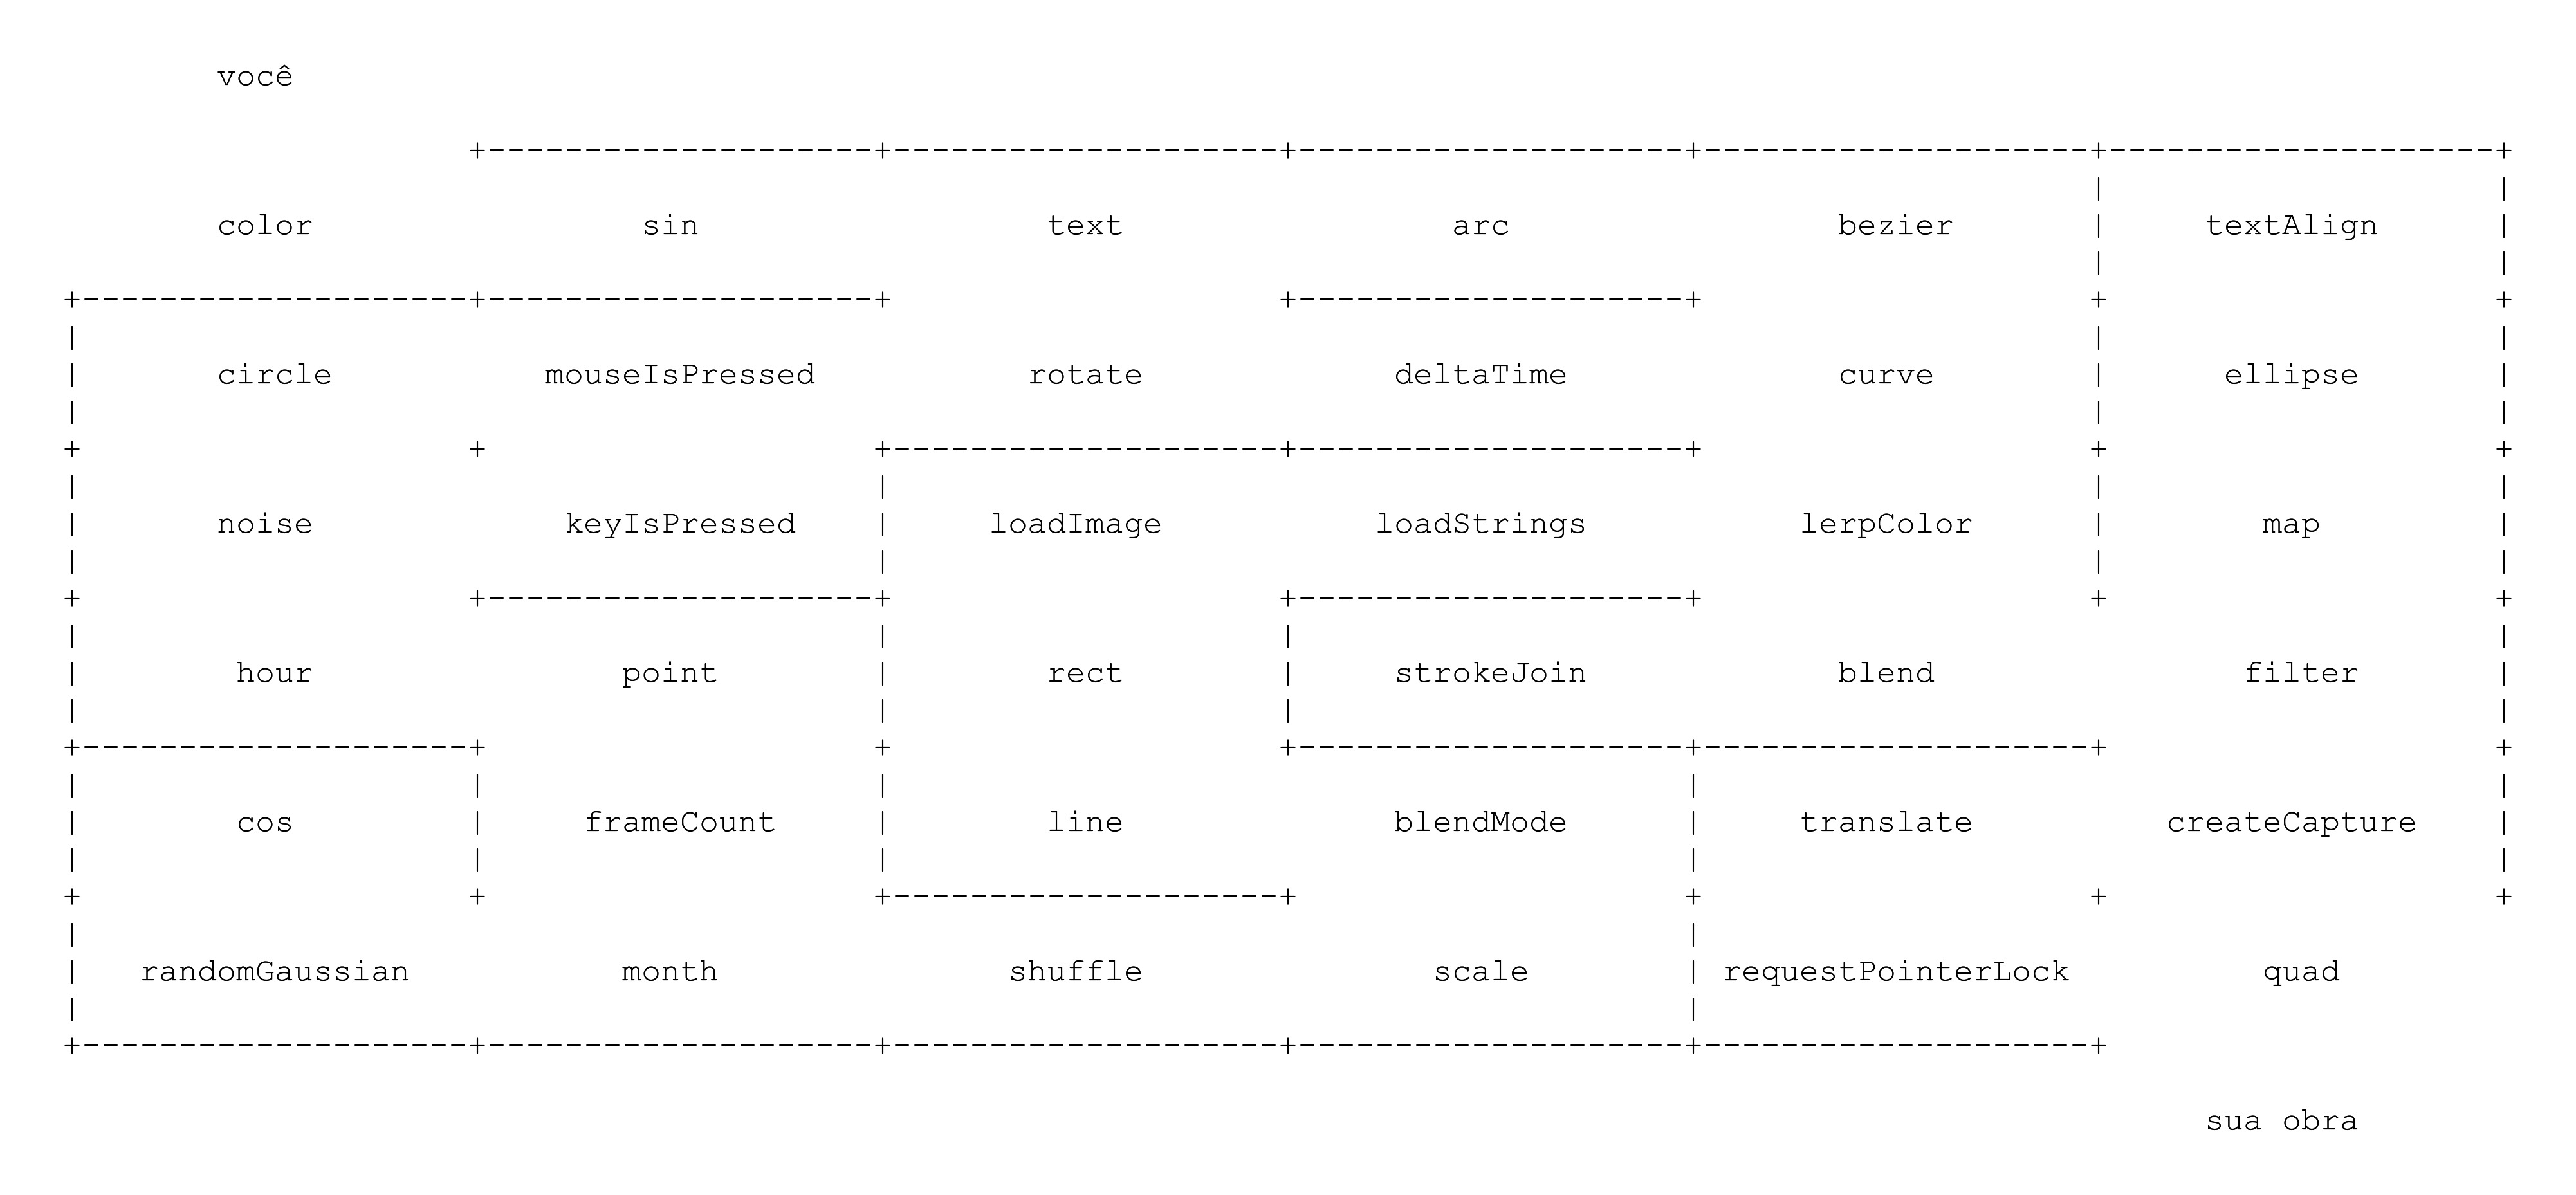 você
color sin text arc bezier textAlign
circle mouseIsPressed rotate deltaTime curve ellipse
noise keyIsPressed loadImage loadStrings lerpColor map
hour point rect strokeJoin blend filter
cos frameCount line blendMode translate createCapture
randomGaussian month shuffle scale requestPointerLock quad
sua obra